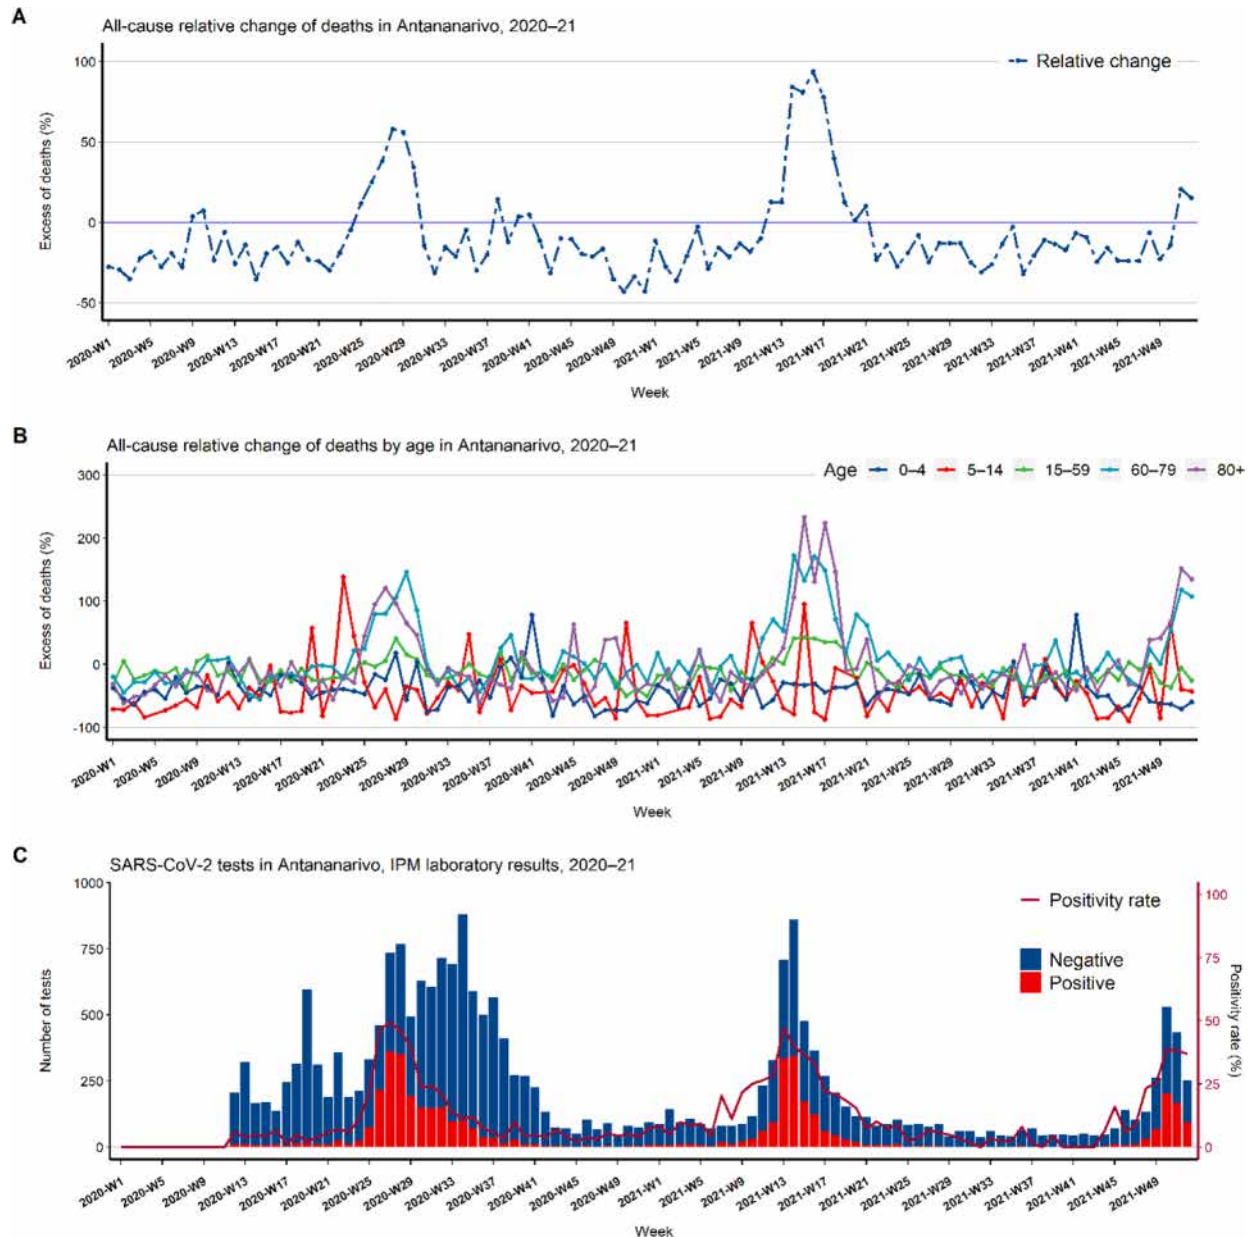 A
All-cause relative change of deaths in Antananarivo, 2020–21
Relative change
Excess of deaths (%)
100
50
0
-50
2020-W1 2020-W5 2020-W9 2020-W13 2020-W17 2020-W21 2020-W25 2020-W29 2020-W33 2020-W37 2020-W41 2020-W45 2020-W49 2021-W1 2021-W5 2021-W9 2021-W13 2021-W17 2021-W21 2021-W25 2021-W29 2021-W33 2021-W37 2021-W41 2021-W45 2021-W49
Week
B
All-cause relative change of deaths by age in Antananarivo, 2020–21
Age 0–4 5–14 15–59 60–79 80+
Excess of deaths (%)
300
200
100
0
-100
2020-W1 2020-W5 2020-W9 2020-W13 2020-W17 2020-W21 2020-W25 2020-W29 2020-W33 2020-W37 2020-W41 2020-W45 2020-W49 2021-W1 2021-W5 2021-W9 2021-W13 2021-W17 2021-W21 2021-W25 2021-W29 2021-W33 2021-W37 2021-W41 2021-W45 2021-W49
Week
C
SARS-CoV-2 tests in Antananarivo, IPM laboratory results, 2020–21
Positivity rate
Negative
Positive
Number of tests
1000
750
500
250
0
Positivity rate (%)
100
75
50
25
0
2020-W1 2020-W5 2020-W9 2020-W13 2020-W17 2020-W21 2020-W25 2020-W29 2020-W33 2020-W37 2020-W41 2020-W45 2020-W49 2021-W1 2021-W5 2021-W9 2021-W13 2021-W17 2021-W21 2021-W25 2021-W29 2021-W33 2021-W37 2021-W41 2021-W45 2021-W49
Week